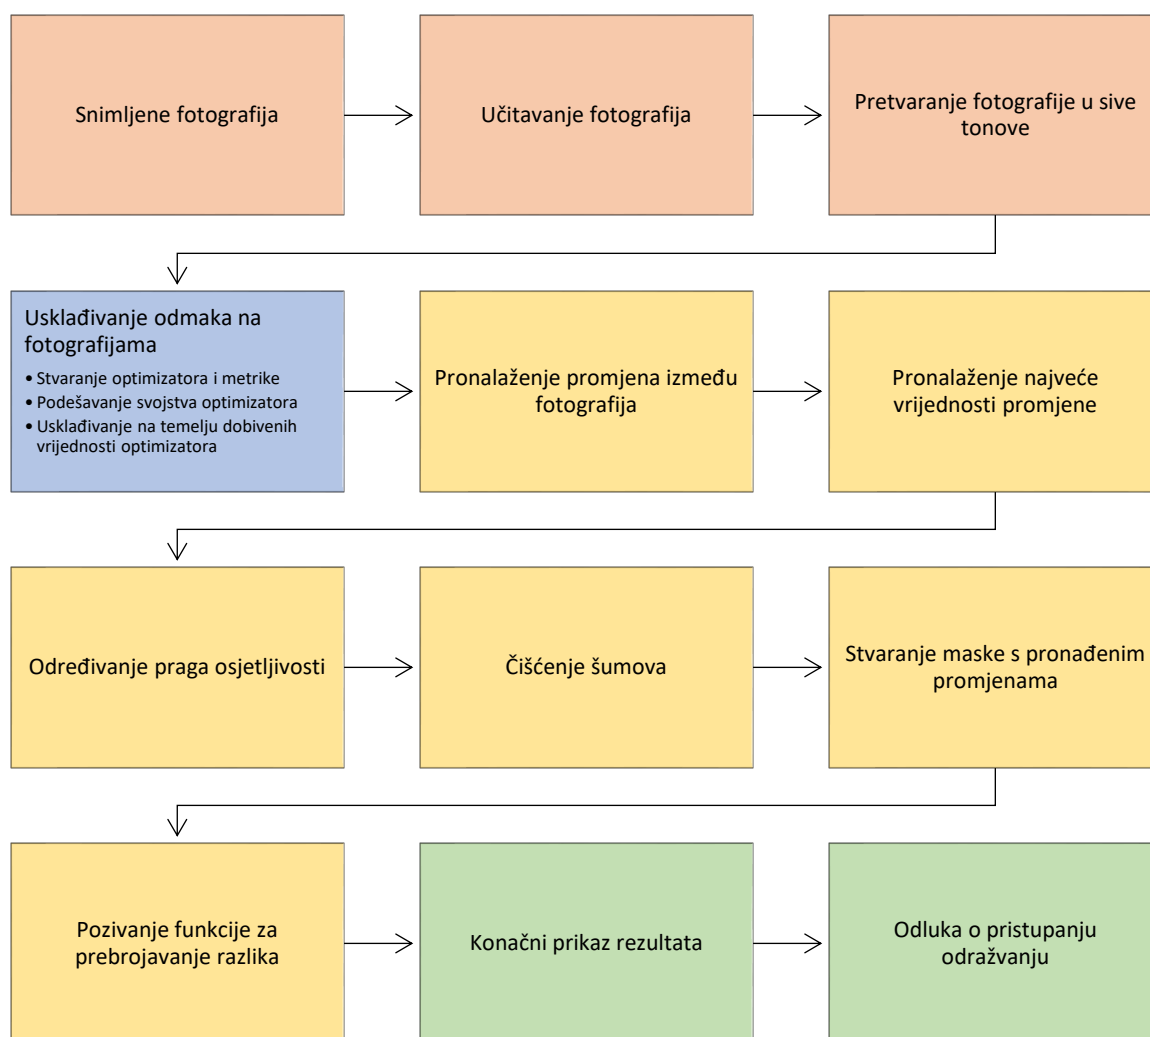 Snimljene fotografija
Učitavanje fotografija
Pretvaranje fotografije u sive
tonove
Usklađivanje odmaka na
fotografijama
• Stvaranje optimizatora i metrike
• Podešavanje svojstva optimizatora
• Usklađivanje na temelju dobivenih
vrijednosti optimizatora
Pronalaženje promjena između
fotografija
Pronalaženje najveće
vrijednosti promjene
Određivanje praga osjetljivosti
Čišćenje šumova
Stvaranje maske s pronađenim
promjenama
Pozivanje funkcije za
prebrojavanje razlika
Konačni prikaz rezultata
Odluka o pristupanju
odražvanju